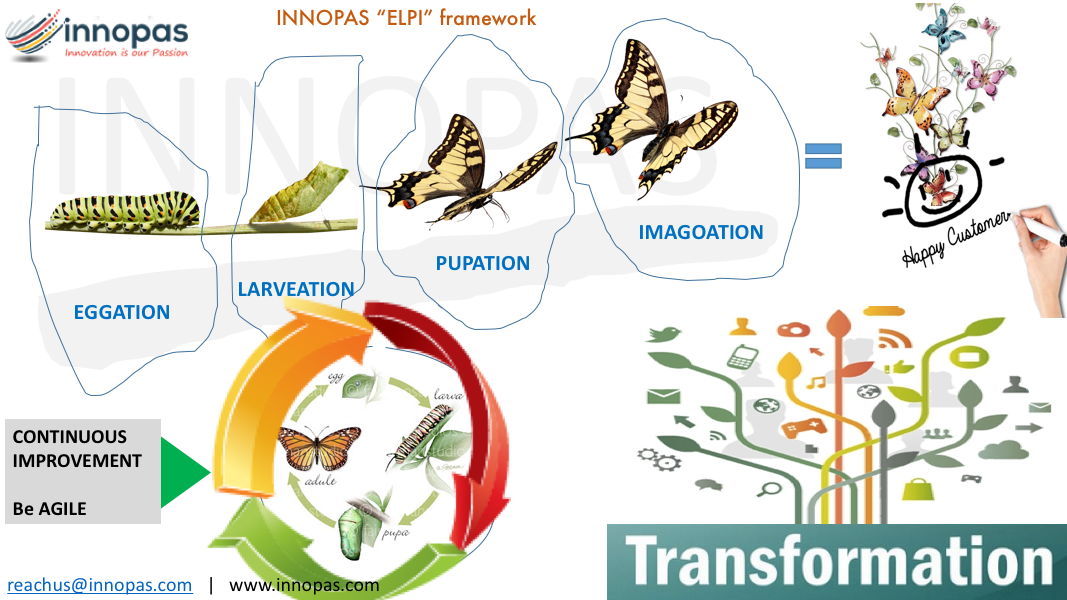 innopas
Innovation is our Passion
INNOPAS “ELPI” framework
INNOPAS
EGGATION
LARVEATION
PUPATION
IMAGOATION
Happy Customer
CONTINUOUS
IMPROVEMENT
Be AGILE
egg
larva
pupa
adule
Transformation
reachus@innopas.com | www.innopas.com